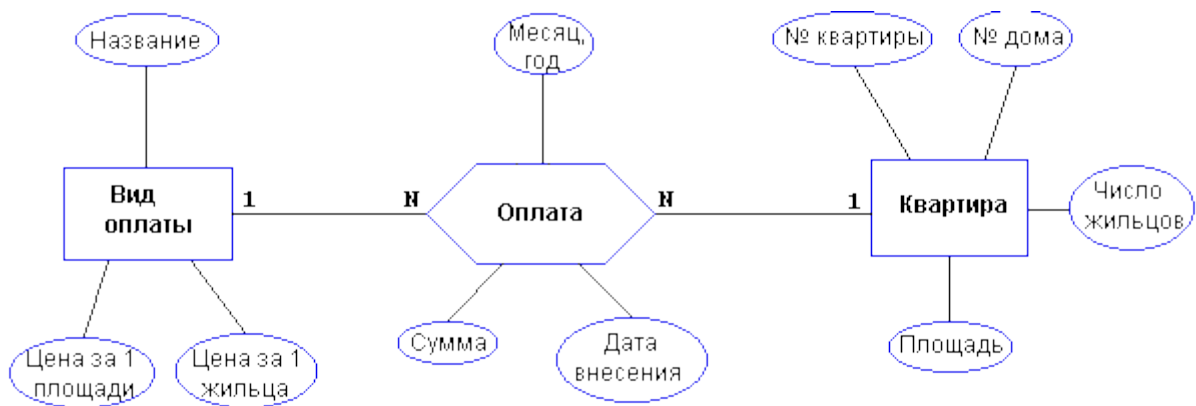 Название
Месяц,
год
№ квартиры
№ дома
Вид
оплаты
1
N
Оплата
N
1
Квартира
Число
жильцов
Цена за 1
площади
Цена за 1
жильца
Сумма
Дата
внесения
Площадь